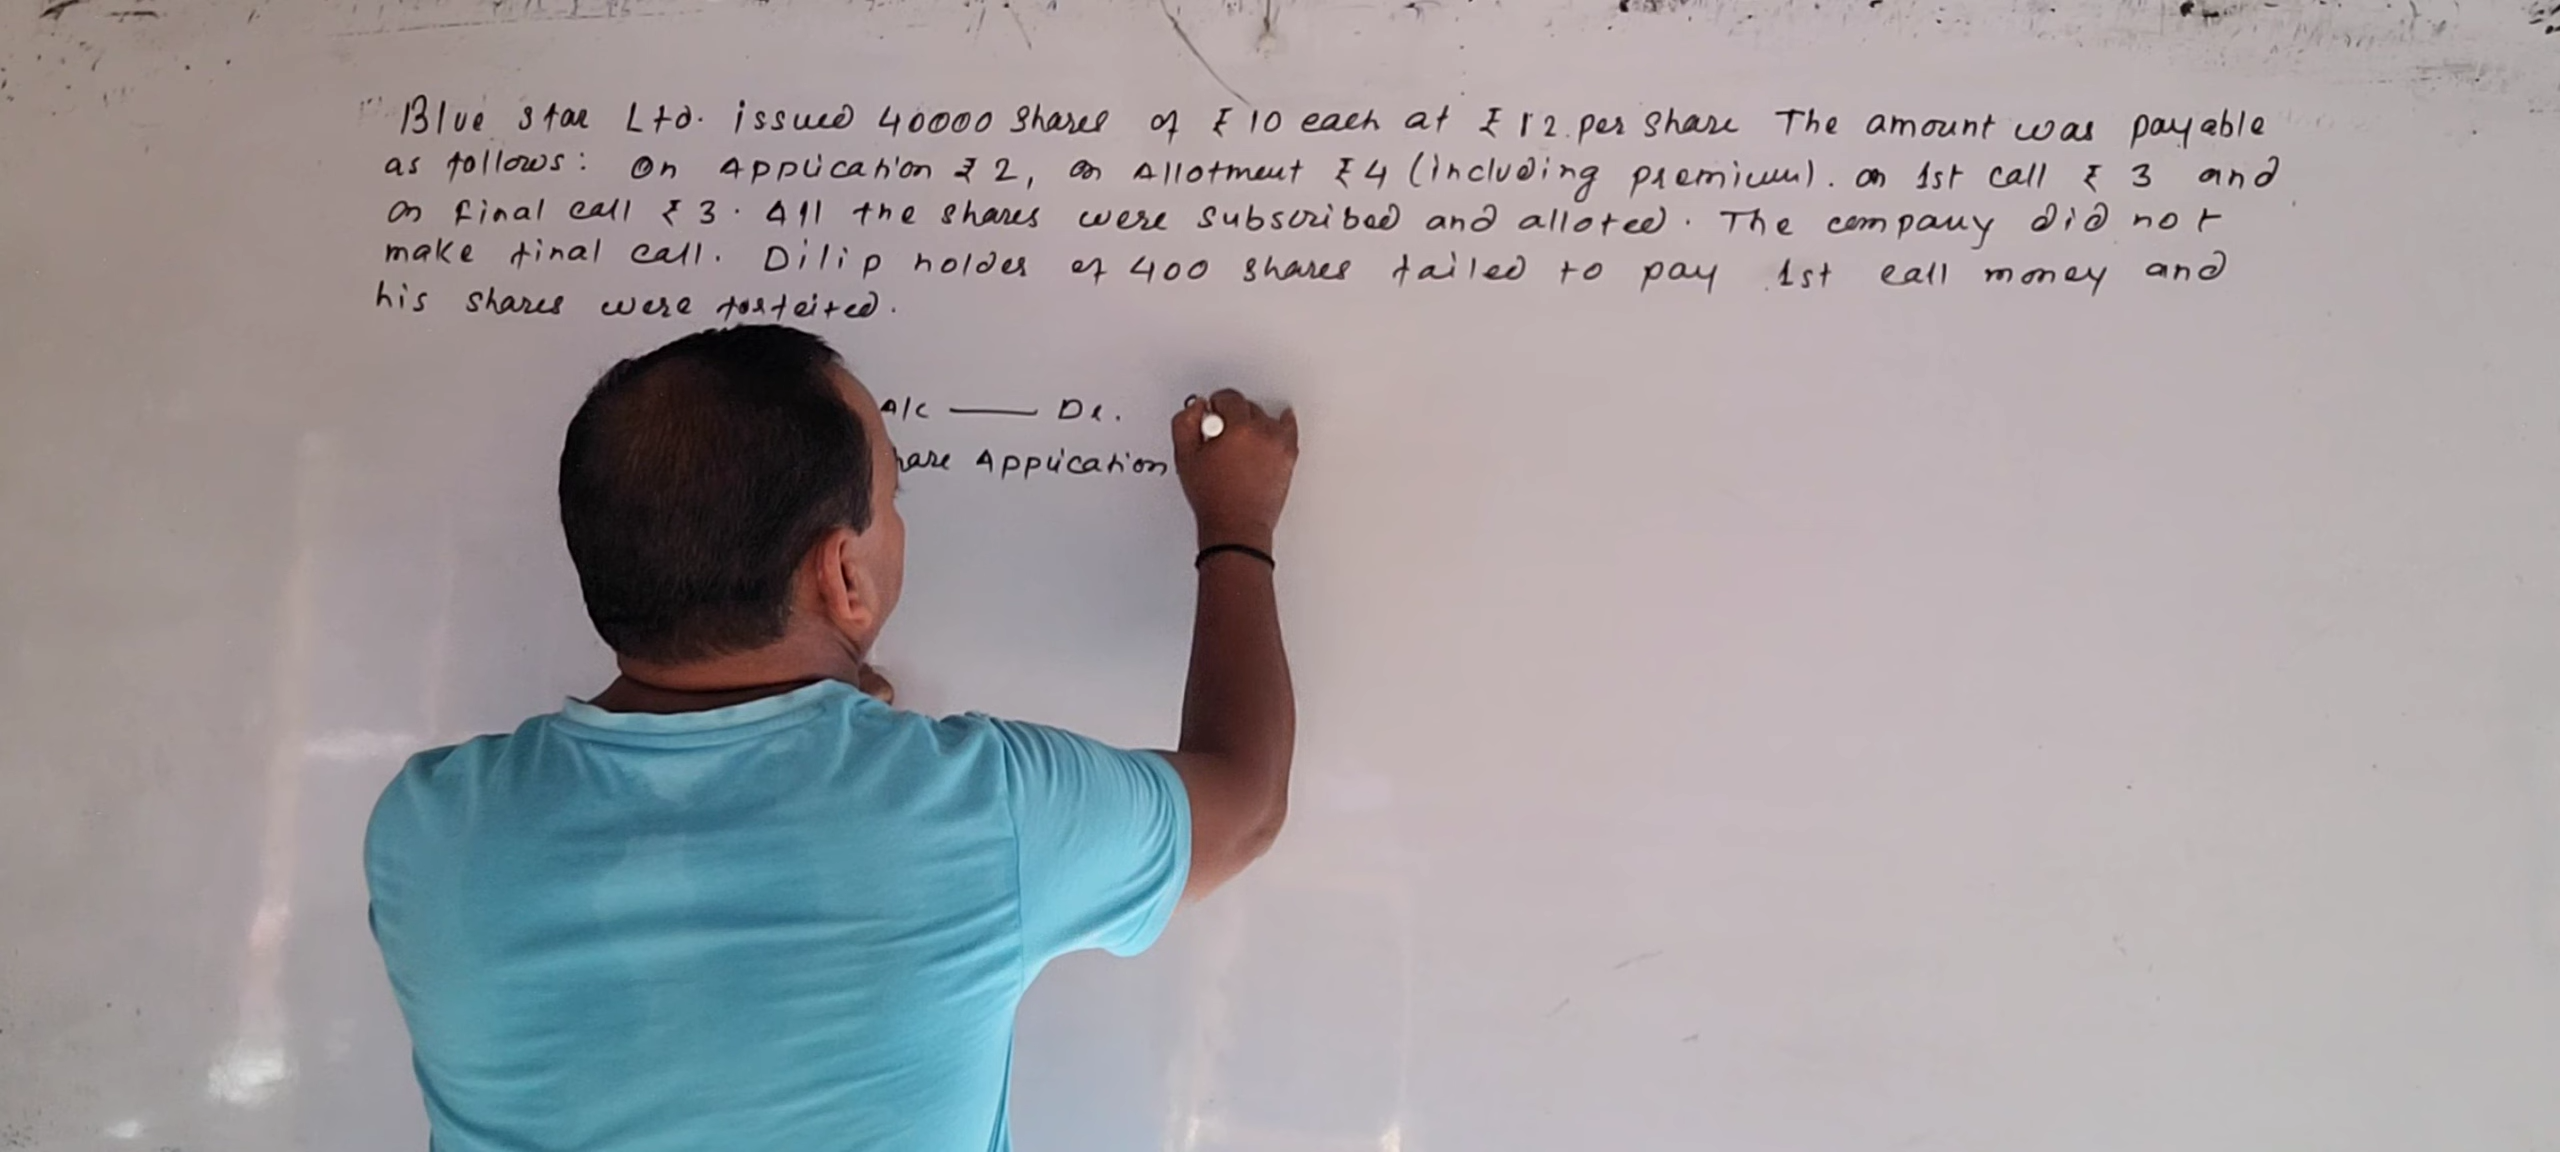 Blue Star Ltd. issued 40000 shares of ₹10 each at ₹12 per share The amount was payable
as follows: On Application ₹2, on Allotment ₹4 (including premium). on 1st call ₹3 and
on final call ₹3. All the shares were subscribed and alloted. The company did not
make final call. Dilip holder of 400 shares failed to pay 1st call money and
his shares were forfeited.
A/c — Dr.
hare Application